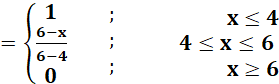 1 ; x ≤ 4
= { (6−x)/(6−4) ; 4 ≤ x ≤ 6
0 ; x ≥ 6